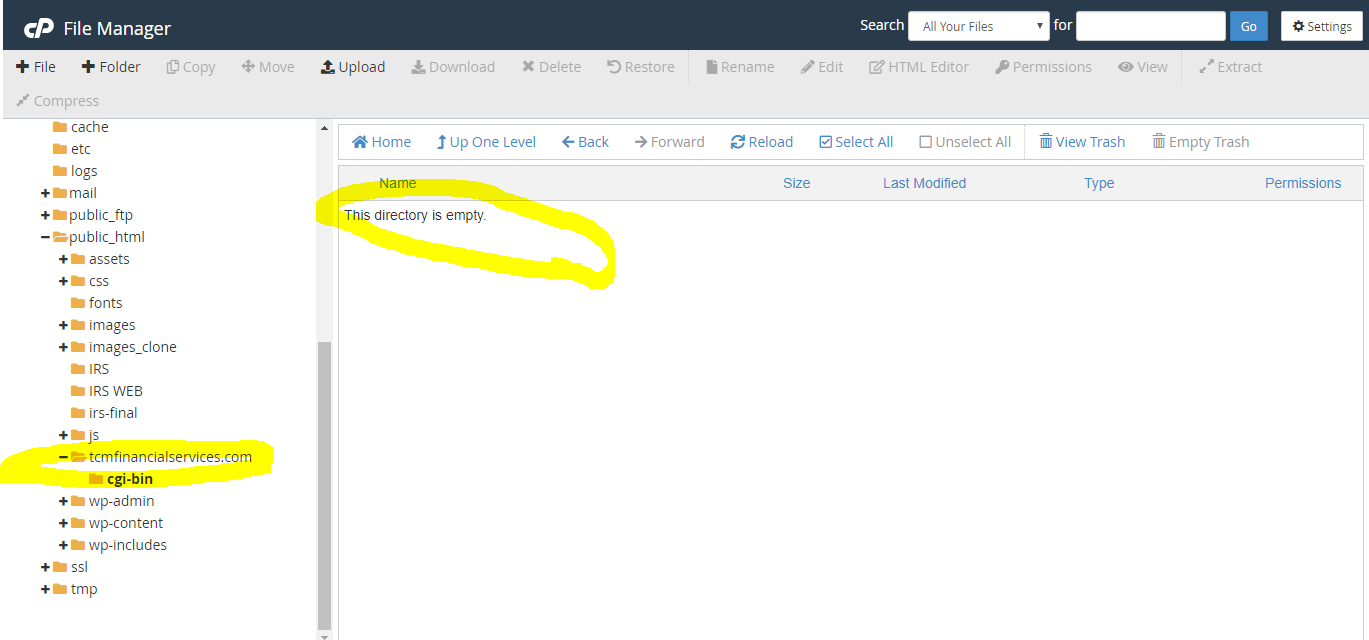 cP File Manager
Search All Your Files for Go Settings
File Folder Copy Move Upload Download Delete Restore Rename Edit HTML Editor Permissions View Extract
Compress
cache
etc
logs
mail
public_ftp
public_html
assets
css
fonts
images
images_clone
IRS
IRS WEB
irs-final
js
tcmfinancialservices.com
cgi-bin
wp-admin
wp-content
wp-includes
ssl
tmp
Home Up One Level Back Forward Reload Select All Unselect All View Trash Empty Trash
Name Size Last Modified Type Permissions
This directory is empty.